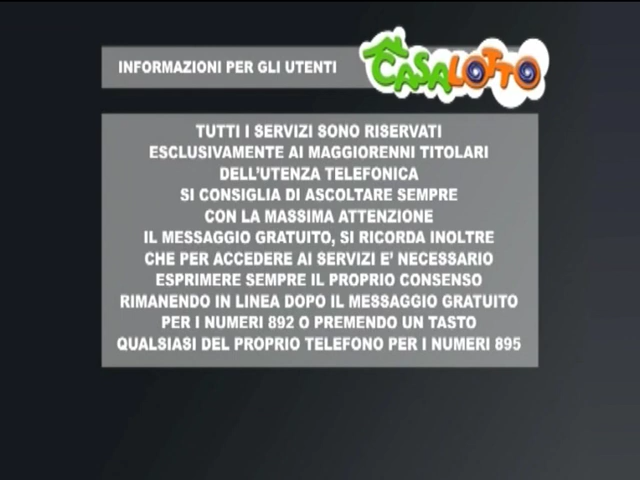 INFORMAZIONI PER GLI UTENTI
CASALOTTO
TUTTI I SERVIZI SONO RISERVATI
ESCLUSIVAMENTE AI MAGGIORENNI TITOLARI
DELL'UTENZA TELEFONICA
SI CONSIGLIA DI ASCOLTARE SEMPRE
CON LA MASSIMA ATTENZIONE
IL MESSAGGIO GRATUITO, SI RICORDA INOLTRE
CHE PER ACCEDERE AI SERVIZI E' NECESSARIO
ESPRIMERE SEMPRE IL PROPRIO CONSENSO
RIMANENDO IN LINEA DOPO IL MESSAGGIO GRATUITO
PER I NUMERI 892 O PREMENDO UN TASTO
QUALSIASI DEL PROPRIO TELEFONO PER I NUMERI 895